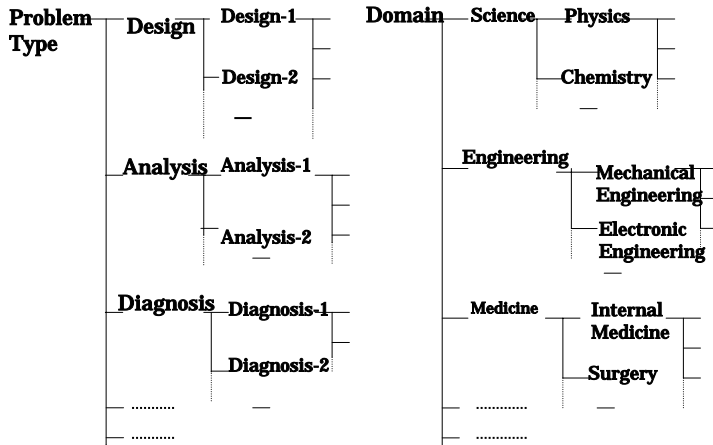 Problem
Type
Design
Design-1
Design-2
Analysis
Analysis-1
Analysis-2
Diagnosis
Diagnosis-1
Diagnosis-2
Domain
Science
Physics
Chemistry
Engineering
Mechanical
Engineering
Electronic
Engineering
Medicine
Internal
Medicine
Surgery